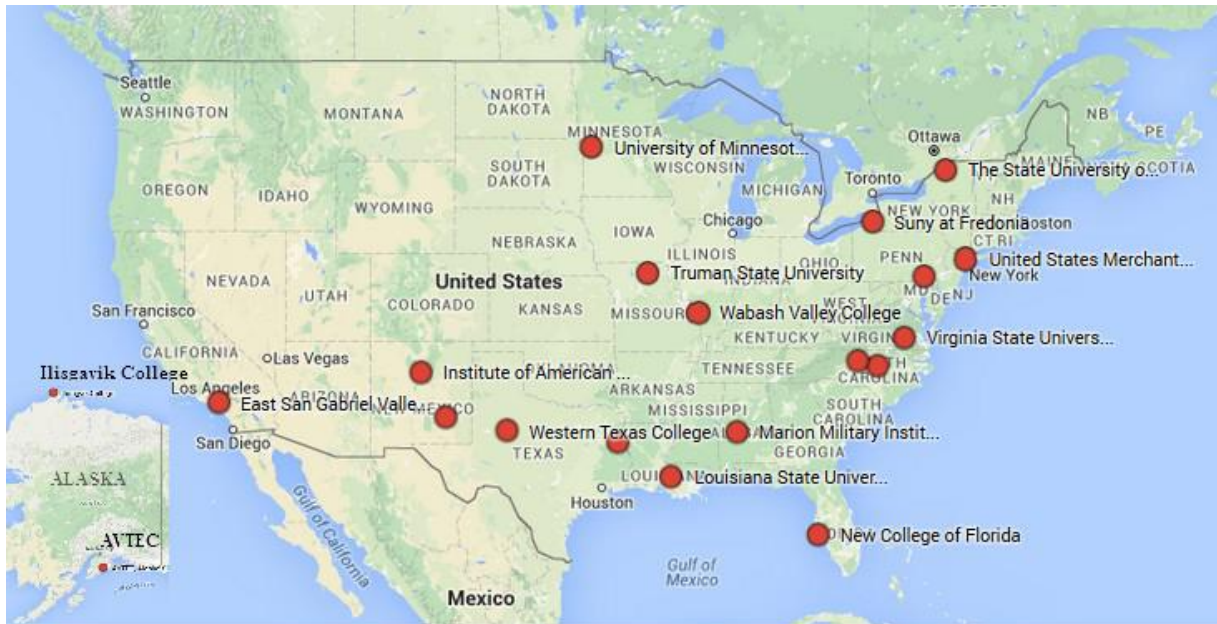 Seattle
WASHINGTON
MONTANA
NORTH
DAKOTA
MINNESOTA
University of Minnesot...
Ottawa
NB
PE
MAINE
SCOTIA
The State University o...
OREGON
IDAHO
SOUTH
DAKOTA
WISCONSIN
MICHIGAN
Toronto
NH
WYOMING
NEW YORK
Suny at Fredonia
oston
Chicago
IOWA
CT RI
NEBRASKA
ILLINOIS
OHIO
PENN
United States Merchant...
New York
NEVADA
UTAH
United States
Truman State University
INDIANA
MD
DE NJ
San Francisco
COLORADO
KANSAS
MISSOUR
Wabash Valley College
WEST
VIRGINIA
KENTUCKY
VIRGIN
Virginia State Univers...
CALIFORNIA
Las Vegas
Ilisgavik College
Los Angeles
ARIZONA
Institute of American ...
OKLAHOMA
TENNESSEE
TH
CAROLINA
ARKANSAS
East San Gabriel Valle...
NEW MEXICO
MISSISSIPPI
SOUTH
CAROLINA
San Diego
Western Texas College
TEXAS
Marion Military Instit...
GEORGIA
ALASKA
LOUISIANA
Louisiana State Univer...
Houston
AVTEC
Gulf of California
New College of Florida
Gulf of
Mexico
Mexico